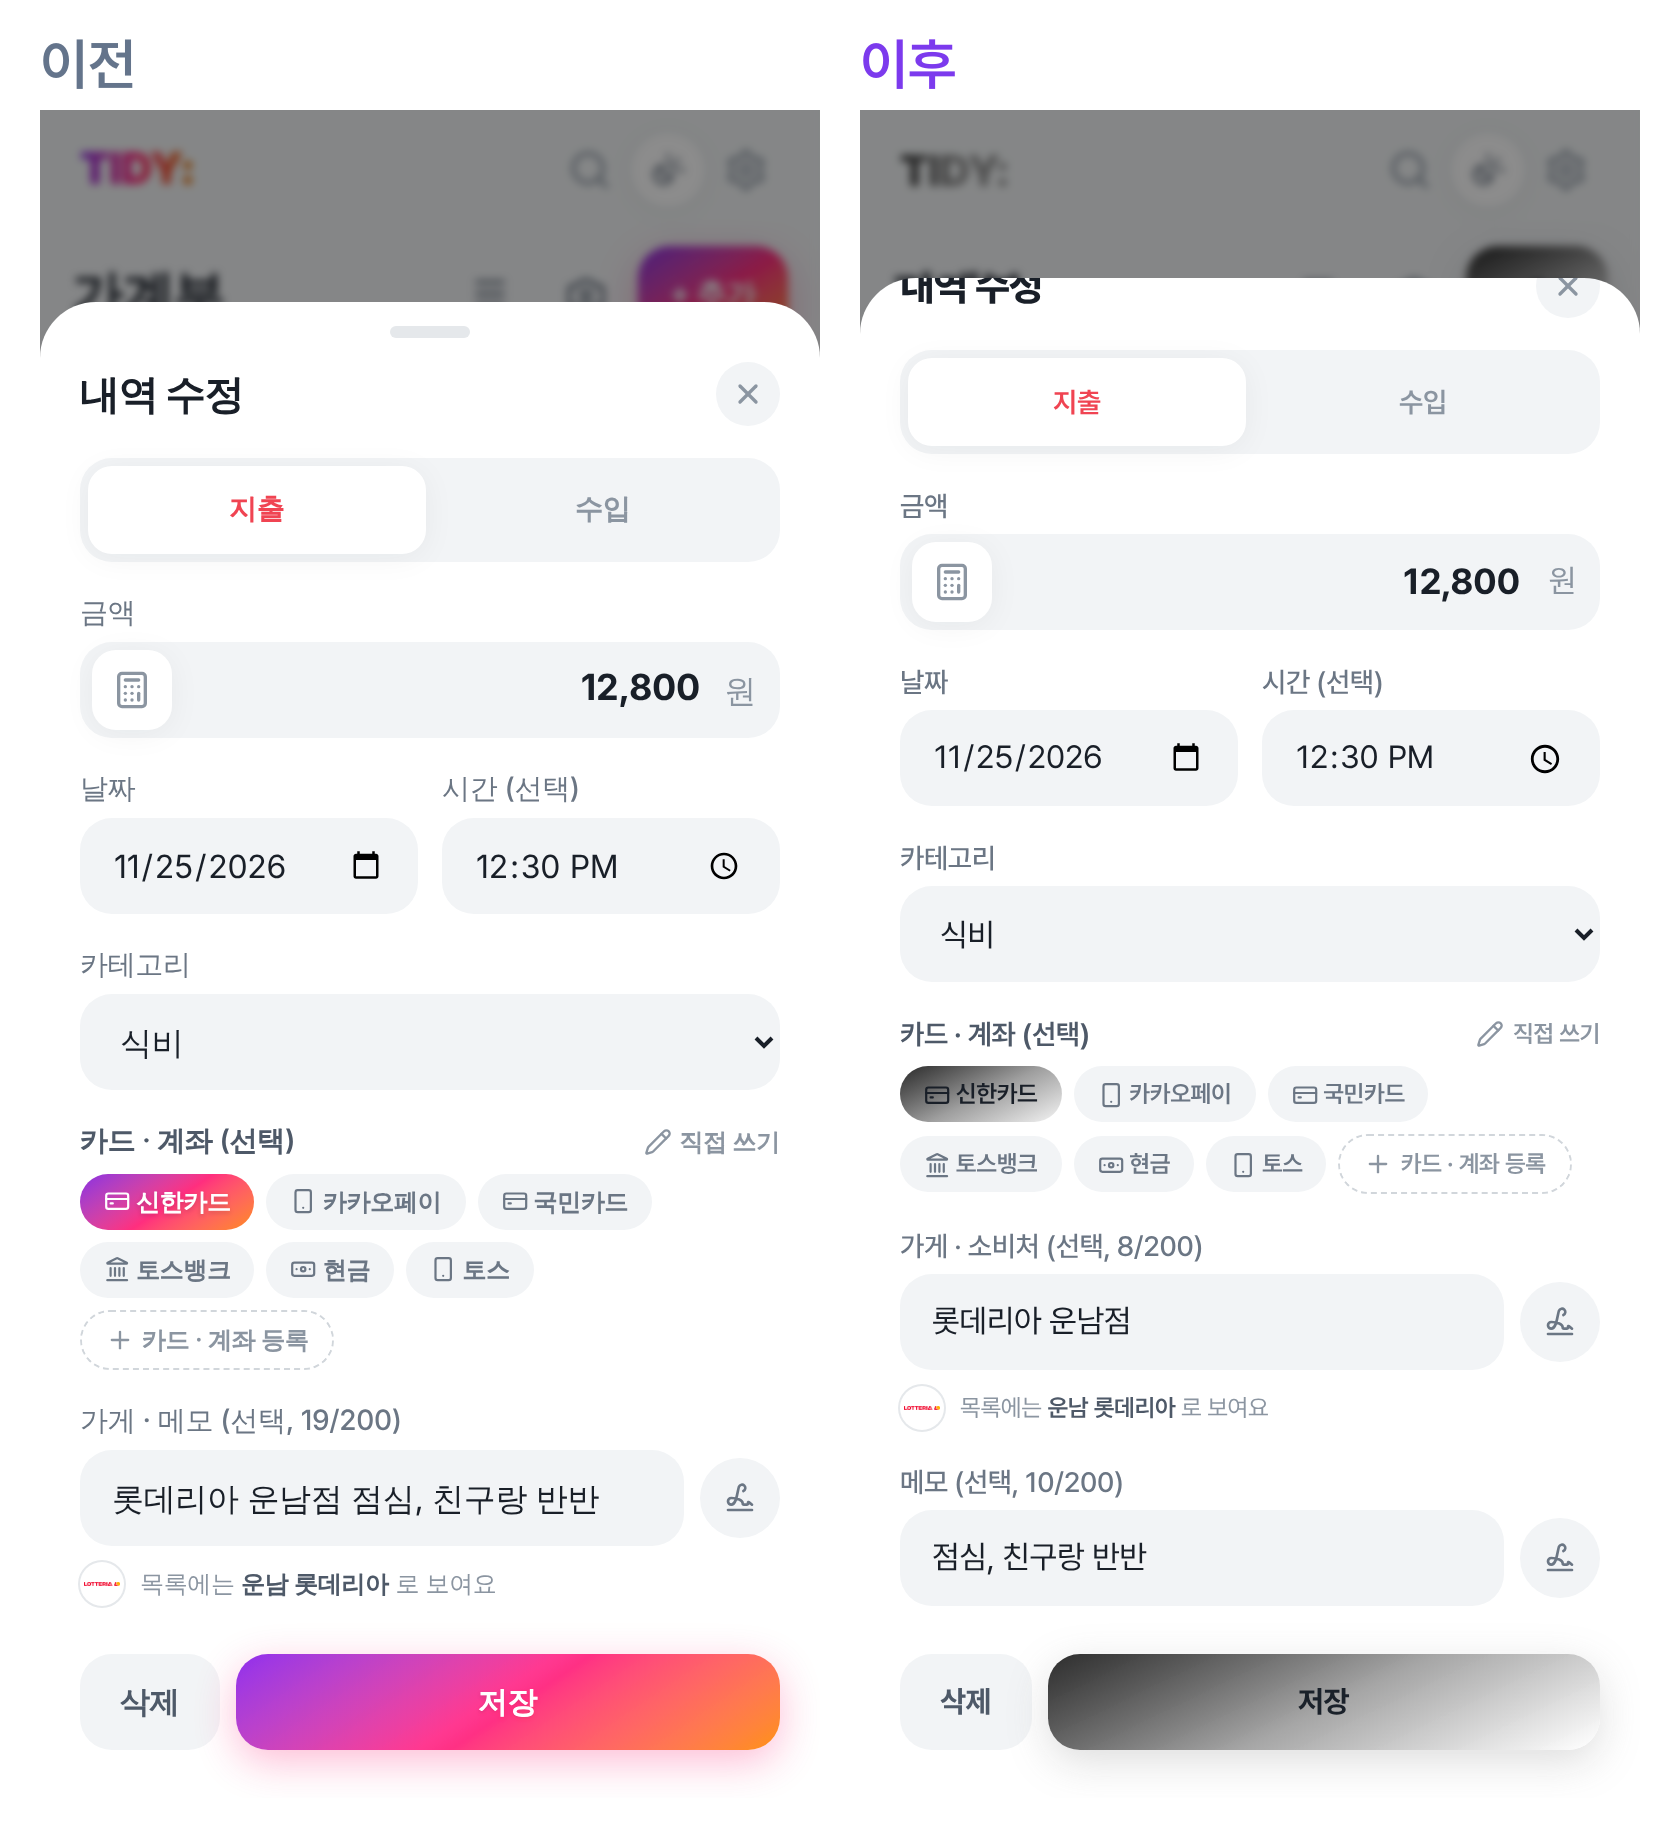 이전
TIDY:
가계부
+ 추가
내역 수정
지출
수입
금액
12,800 원
날짜
시간 (선택)
11/25/2026
12:30 PM
카테고리
식비
카드 · 계좌 (선택)
직접 쓰기
신한카드
카카오페이
국민카드
토스뱅크
현금
토스
+ 카드 · 계좌 등록
가게 · 메모 (선택, 19/200)
롯데리아 운남점 점심, 친구랑 반반
LOTTERIA
목록에는 운남 롯데리아 로 보여요
삭제
저장
이후
TIDY:
내역 수정
지출
수입
금액
12,800 원
날짜
시간 (선택)
11/25/2026
12:30 PM
카테고리
식비
카드 · 계좌 (선택)
직접 쓰기
신한카드
카카오페이
국민카드
토스뱅크
현금
토스
+ 카드 · 계좌 등록
가게 · 소비처 (선택, 8/200)
롯데리아 운남점
LOTTERIA
목록에는 운남 롯데리아 로 보여요
메모 (선택, 10/200)
점심, 친구랑 반반
삭제
저장